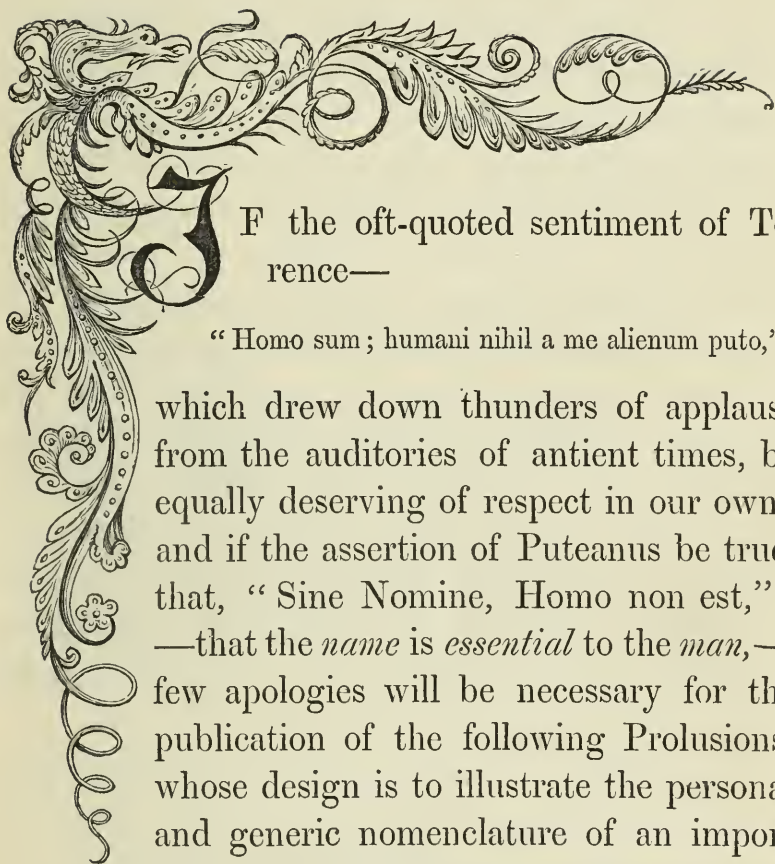 IF the oft-quoted sentiment of T
rence—
“Homo sum; humani nihil a me alienum puto,”
which drew down thunders of applaus
from the auditories of antient times, b
equally deserving of respect in our own
and if the assertion of Puteanus be true
that, “Sine Nomine, Homo non est,”
—that the name is essential to the man,—
few apologies will be necessary for th
publication of the following Prolusions
whose design is to illustrate the persona
and generic nomenclature of an impor